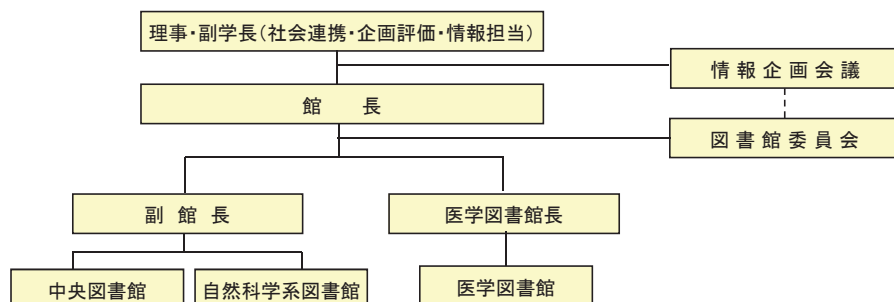 理事・副学長(社会連携・企画評価・情報担当)
情報企画会議
館長
図書館委員会
副館長
医学図書館長
中央図書館
自然科学系図書館
医学図書館